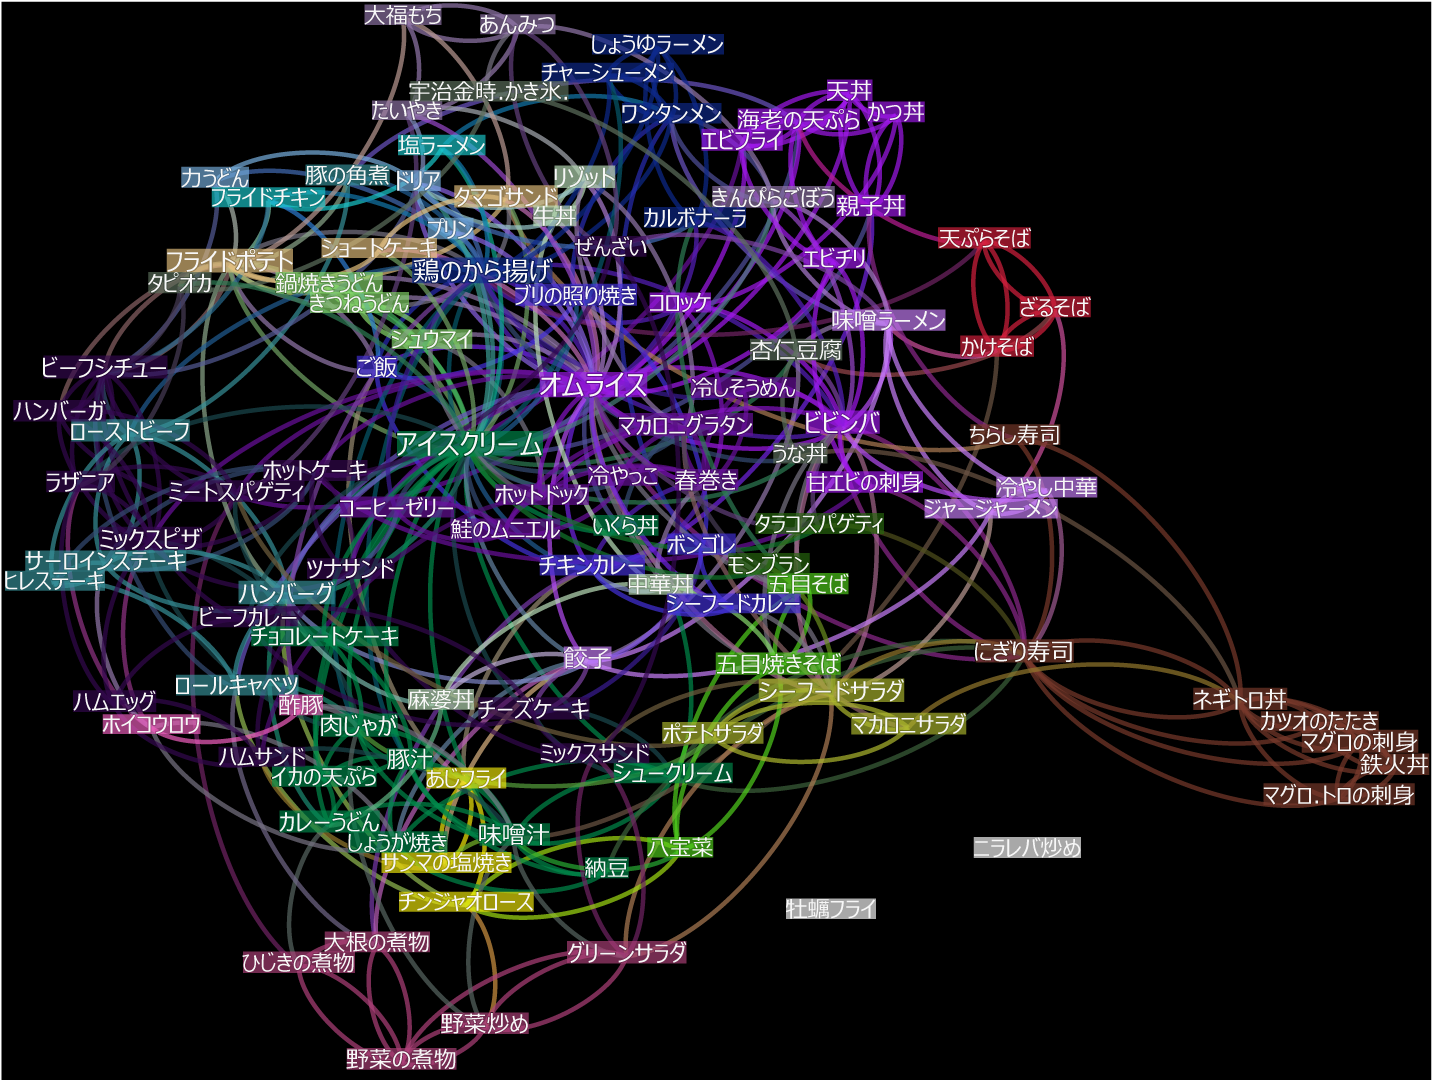 大福もち
あんみつ
しょうゆラーメン
チャーシューメン
宇治金時.かき氷.
天丼
たいやき
ワンタンメン
かつ丼
海老の天ぷら
エビフライ
塩ラーメン
力うどん
豚の角煮
ドリア
リゾット
フライドチキン
タマゴサンド
きんぴらごぼう
親子丼
牛丼
カルボナーラ
プリン
天ぷらそば
ショートケーキ
ぜんざい
フライドポテト
エビチリ
鶏のから揚げ
タピオカ
鍋焼きうどん
ブリの照り焼き
きつねうどん
コロッケ
ざるそば
味噌ラーメン
シュウマイ
かけそば
杏仁豆腐
ビーフシチュー
ご飯
オムライス
冷しそうめん
ハンバーガ
マカロニグラタン
ビビンバ
ローストビーフ
ちらし寿司
アイスクリーム
うな丼
ホットケーキ
ラザニア
冷やっこ
春巻き
甘エビの刺身
ミートスパゲティ
ホットドック
冷やし中華
コーヒーゼリー
ジャージャーメン
鮭のムニエル
いくら丼
タラコスパゲティ
ミックスピザ
ボンゴレ
サーロインステーキ
ツナサンド
チキンカレー
モンブラン
ヒレステーキ
中華丼
五目そば
ハンバーグ
シーフードカレー
ビーフカレー
チョコレートケーキ
餃子
五目焼きそば
にぎり寿司
ロールキャベツ
シーフードサラダ
ハムエッグ
酢豚
麻婆丼
チーズケーキ
ネギトロ丼
ホイコウロウ
肉じゃが
ポテトサラダ
マカロニサラダ
カツオのたたき
マグロの刺身
ハムサンド
豚汁
ミックスサンド
鉄火丼
イカの天ぷら
あじフライ
シュークリーム
マグロ.トロの刺身
カレーうどん
味噌汁
しょうが焼き
八宝菜
ニラレバ炒め
サンマの塩焼き
納豆
チンジャオロース
牡蠣フライ
大根の煮物
ひじきの煮物
グリーンサラダ
野菜炒め
野菜の煮物